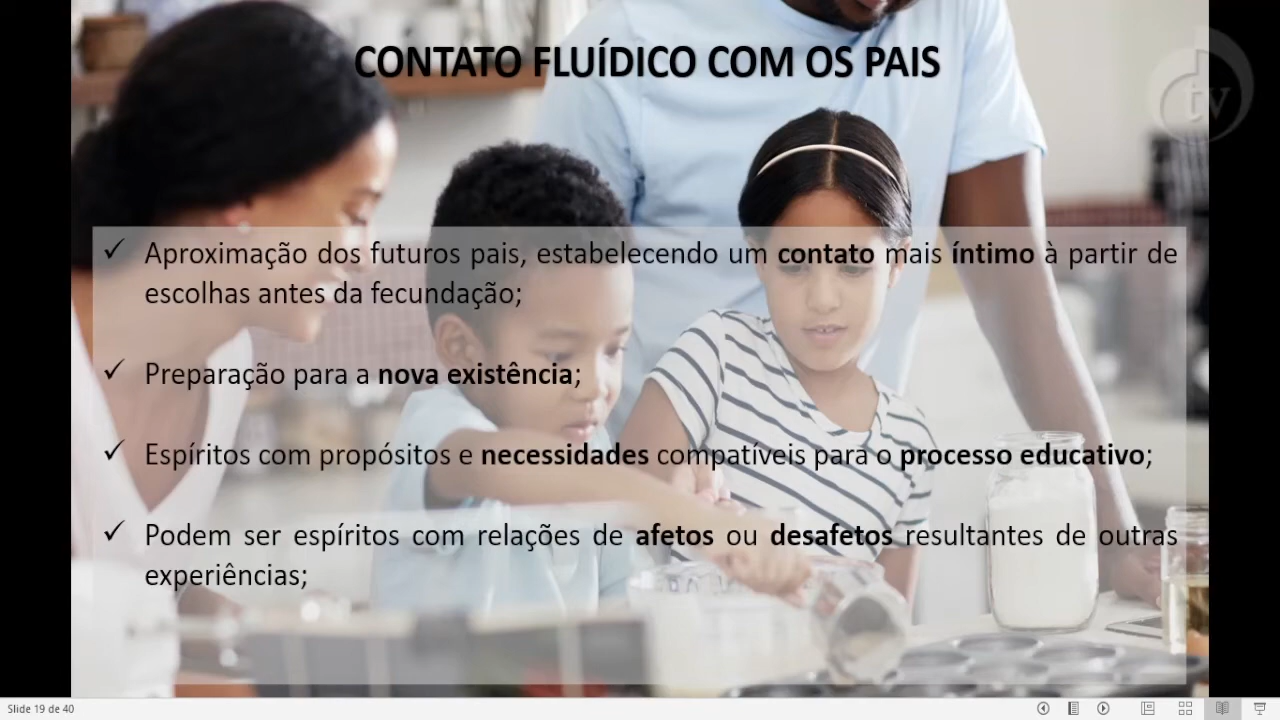 CONTATO FLUÍDICO COM OS PAIS
tv
✓ Aproximação dos futuros pais, estabelecendo um contato mais íntimo à partir de
escolhas antes da fecundação;
✓ Preparação para a nova existência;
✓ Espíritos com propósitos e necessidades compatíveis para o processo educativo;
✓ Podem ser espíritos com relações de afetos ou desafetos resultantes de outras
experiências;
Slide 19 de 40